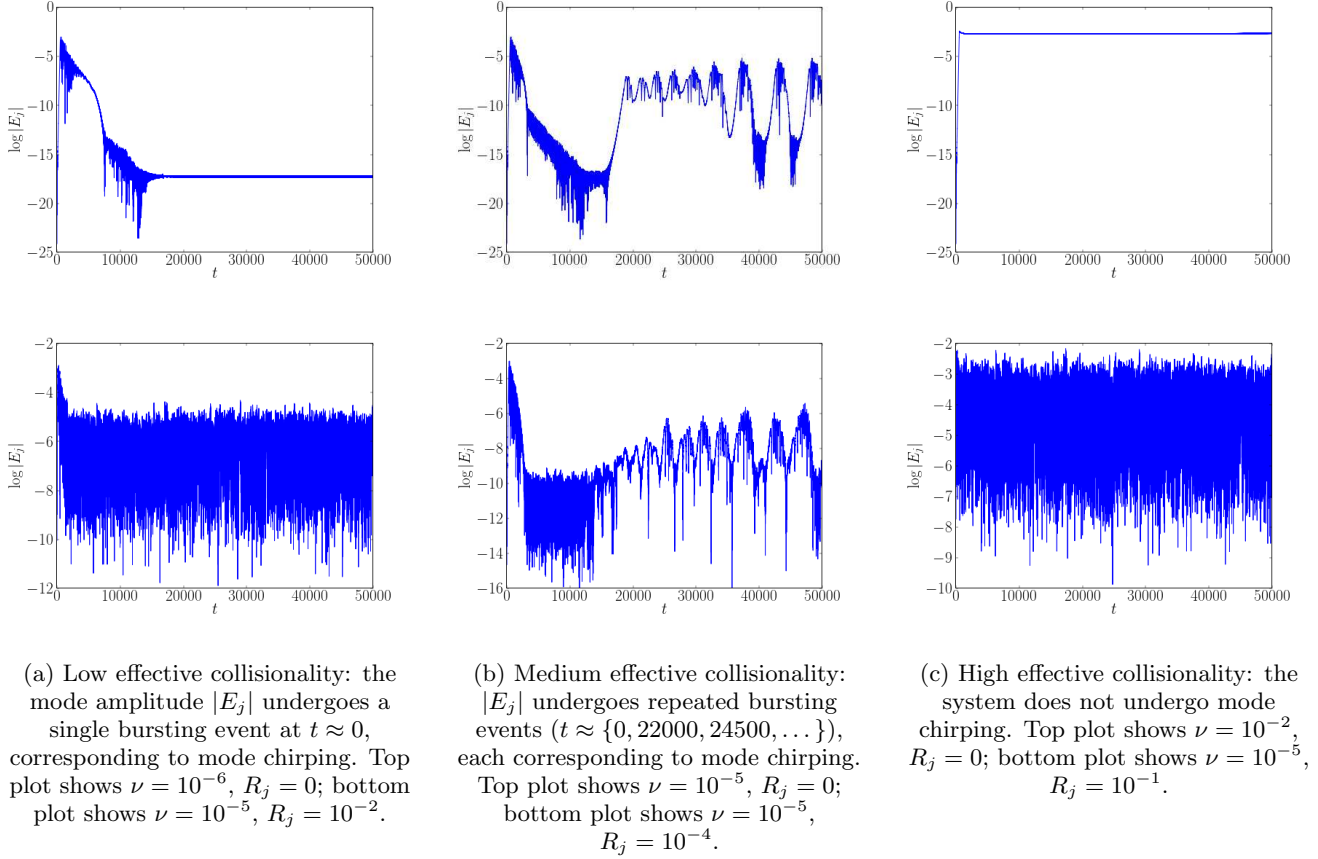 0
−5
−10
−15
−20
−25
log |E_j|
0 10000 20000 30000 40000 50000
t
0
−5
−10
−15
−20
−25
log |E_j|
0 10000 20000 30000 40000 50000
t
0
−5
−10
−15
−20
−25
log |E_j|
0 10000 20000 30000 40000 50000
t
−2
−4
−6
−8
−10
−12
log |E_j|
0 10000 20000 30000 40000 50000
t
−2
−4
−6
−8
−10
−12
−14
−16
log |E_j|
0 10000 20000 30000 40000 50000
t
−2
−3
−4
−5
−6
−7
−8
−9
−10
log |E_j|
0 10000 20000 30000 40000 50000
t
(a) Low effective collisionality: the
mode amplitude |E_j| undergoes a
single bursting event at t ≈ 0,
corresponding to mode chirping. Top
plot shows ν = 10^{−6}, R_j = 0; bottom
plot shows ν = 10^{−5}, R_j = 10^{−2}.
(b) Medium effective collisionality:
|E_j| undergoes repeated bursting
events (t ≈ {0, 22000, 24500, . . . }),
each corresponding to mode chirping.
Top plot shows ν = 10^{−5}, R_j = 0;
bottom plot shows ν = 10^{−5},
R_j = 10^{−4}.
(c) High effective collisionality: the
system does not undergo mode
chirping. Top plot shows ν = 10^{−2},
R_j = 0; bottom plot shows ν = 10^{−5},
R_j = 10^{−1}.